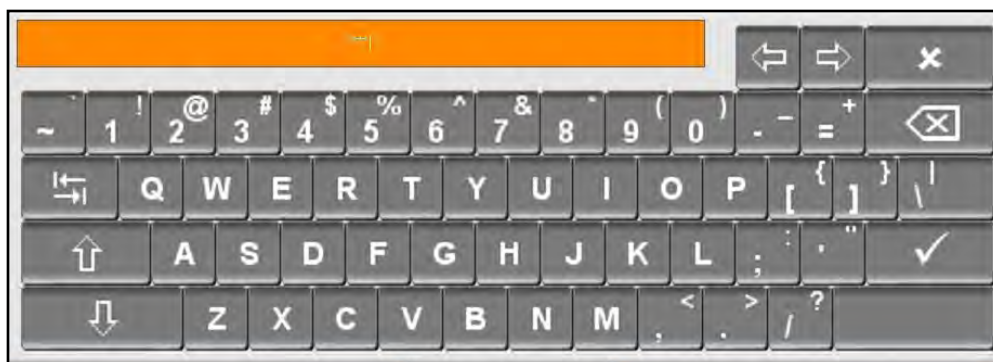 ~ ` 1 ! 2 @ 3 # 4 $ 5 % 6 ^ 7 & 8 9 ( 0 ) - _ = +
Q W E R T Y U I O P [ { ] } \ |
A S D F G H J K L ; : ' "
Z X C V B N M , < . > / ?